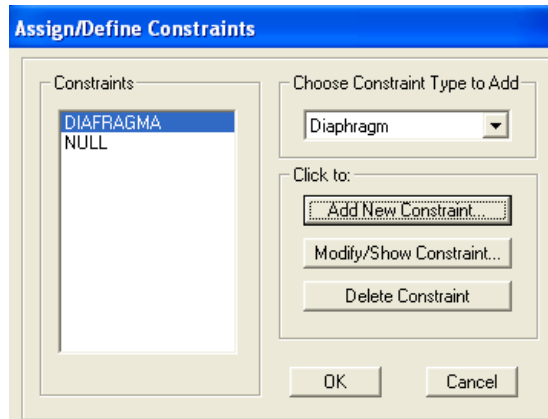 Assign/Define Constraints
Constraints
DIAFRAGMA
NULL
Choose Constraint Type to Add
Diaphragm
Click to:
Add New Constraint...
Modify/Show Constraint...
Delete Constraint
OK
Cancel